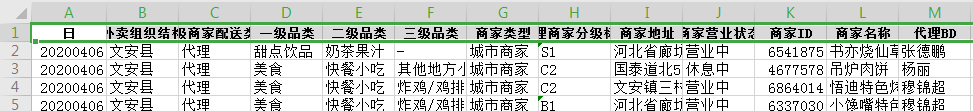 A B C D E F G H I J K L M
1 日 外卖组织结构 级商家配送类 一级品类 二级品类 三级品类 商家类型 理商家分级标 商家地址 商家营业状态 商家ID 商家名称 代理BD
2 20200406 文安县 代理 甜点饮品 奶茶果汁 - 城市商家 S1 河北省廊坊 营业中 6541875 书亦烧仙草 张德鹏
3 20200406 文安县 代理 美食 快餐小吃 其他地方小 城市商家 C2 国泰道北5 休息中 4677578 吊炉肉饼 杨丽
4 20200406 文安县 代理 美食 快餐小吃 炸鸡/鸡排 城市商家 C2 文安镇三村 营业中 6864014 悟迪特色炸 穆锦超
5 20200406 文安县 代理 美食 快餐小吃 炸鸡/鸡排 城市商家 B1 河北省廊坊 营业中 6337030 小馋嘴特色 穆锦超